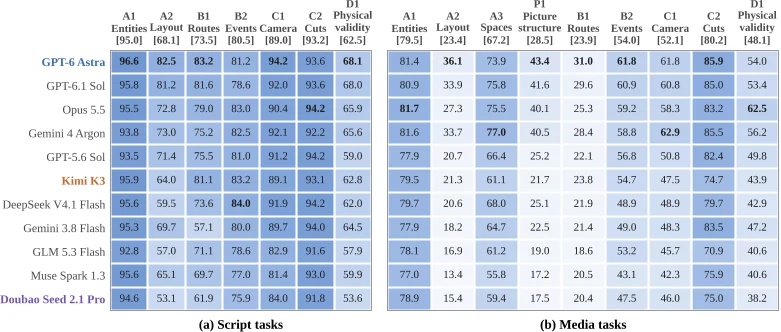 A1 A2 B1 B2 C1 C2 D1 Physical validity
Entities Layout Routes Events Camera Cuts
[95.0] [68.1] [73.5] [80.5] [89.0] [93.2] [62.5]
A1 A2 A3 P1 Picture structure B1 B2 C1 C2 D1 Physical validity
Entities Layout Spaces Routes Events Camera Cuts
[79.5] [23.4] [67.2] [28.5] [23.9] [54.0] [52.1] [80.2] [48.1]
GPT-6 Astra 96.6 82.5 83.2 81.2 94.2 93.6 68.1 81.4 36.1 73.9 43.4 31.0 61.8 61.8 85.9 54.0
GPT-6.1 Sol 95.8 81.2 81.6 78.6 92.0 93.6 68.0 80.9 33.9 75.8 41.6 29.6 60.9 60.8 85.0 53.4
Opus 5.5 95.5 72.8 79.0 83.0 90.4 94.2 65.9 81.7 27.3 75.5 40.1 25.3 59.2 58.3 83.2 62.5
Gemini 4 Argon 93.8 73.0 75.2 82.5 92.1 92.2 65.6 81.6 33.7 77.0 40.5 28.4 58.8 62.9 85.5 56.2
GPT-5.6 Sol 93.5 71.4 75.5 81.0 91.2 94.2 59.0 77.9 20.7 66.4 25.2 22.1 56.8 50.8 82.4 49.8
Kimi K3 95.9 64.0 81.1 83.2 89.1 93.1 62.8 79.5 21.3 61.1 21.7 23.8 54.7 47.5 74.7 43.9
DeepSeek V4.1 Flash 95.6 59.5 73.6 84.0 91.9 94.2 62.0 79.7 20.6 68.0 25.1 21.9 48.9 48.9 79.7 42.9
Gemini 3.8 Flash 95.3 69.7 57.1 80.0 89.7 94.0 64.5 77.9 18.2 64.7 22.5 21.4 49.0 48.3 83.5 47.2
GLM 5.3 Flash 92.8 57.0 71.1 78.6 82.9 91.6 57.9 78.1 16.9 61.2 19.0 18.6 53.2 45.7 70.9 40.6
Muse Spark 1.3 95.6 65.1 69.7 77.0 81.4 93.0 59.9 77.0 13.4 55.8 17.2 20.5 43.1 42.3 75.9 40.6
Doubao Seed 2.1 Pro 94.6 53.1 61.9 75.9 84.0 91.8 53.6 78.9 15.4 59.4 17.5 20.4 47.5 46.0 75.0 38.2
(a) Script tasks (b) Media tasks